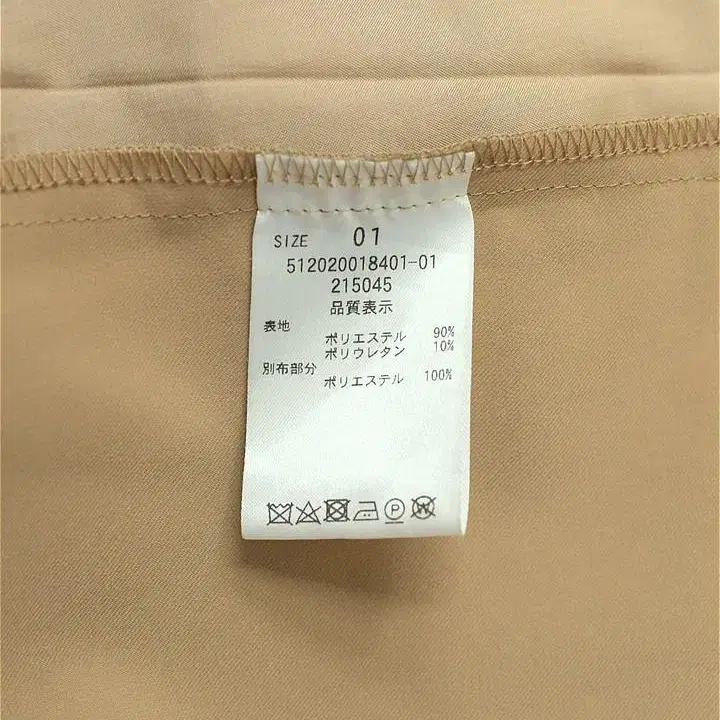 SIZE 01
512020018401-01
215045
品質表示
表地
ポリエステル 90%
ポリウレタン 10%
別布部分
ポリエステル 100%
P
W